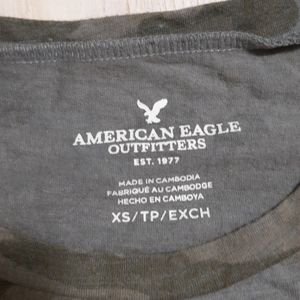 AMERICAN EAGLE
OUTFITTERS
EST. 1977
MADE IN CAMBODIA
FABRIQUÉ AU CAMBODGE
HECHO EN CAMBOYA
XS/TP/EXCH